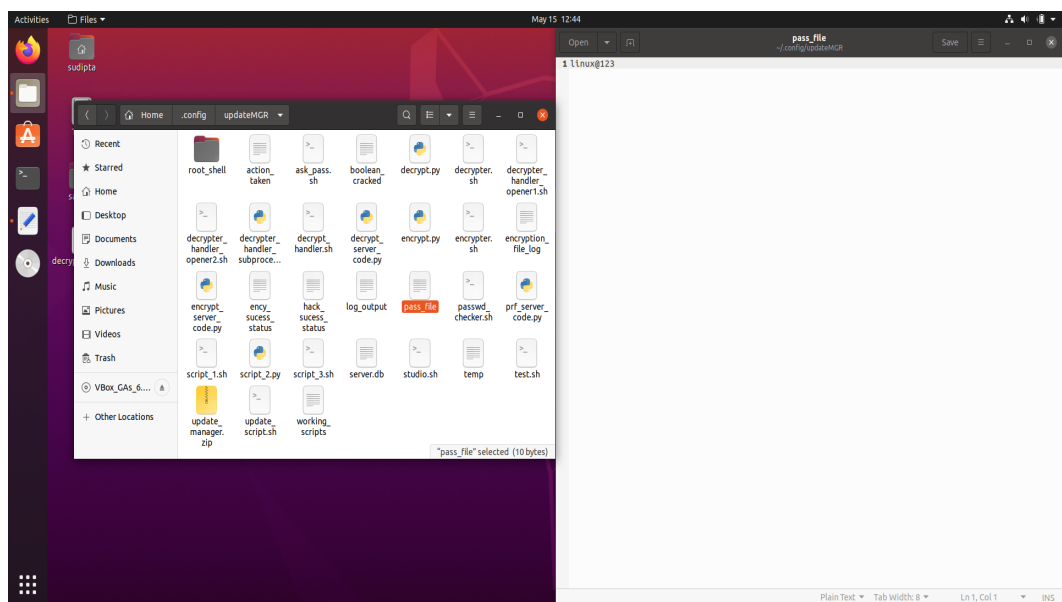 Activities
Files
May 15 12:44
sudipta
Home
.config
updateMGR
Recent
Starred
Home
Desktop
Documents
Downloads
Music
Pictures
Videos
Trash
VBox_GAs_6....
+ Other Locations
root_shell
action_
taken
ask_pass.
sh
boolean_
cracked
decrypt.py
decrypter.
sh
decrypter_
handler_
opener1.sh
decrypter_
handler_
opener2.sh
decrypter_
handler_
subproce...
decrypt_
handler.sh
decrypt_
server_
code.py
encrypt.py
encrypter.
sh
encryption_
file_log
encrypt_
server_
code.py
ency_
sucess_
status
hack_
sucess_
status
log_output
pass_file
passwd_
checker.sh
prf_server_
code.py
script_1.sh
script_2.py
script_3.sh
server.db
studio.sh
temp
test.sh
update_
manager.
zip
update_
script.sh
working_
scripts
"pass_file" selected (10 bytes)
decry
Open
pass_file
~/.config/updateMGR
Save
1 linux@123
Plain Text
Tab Width: 8
Ln 1, Col 1
INS